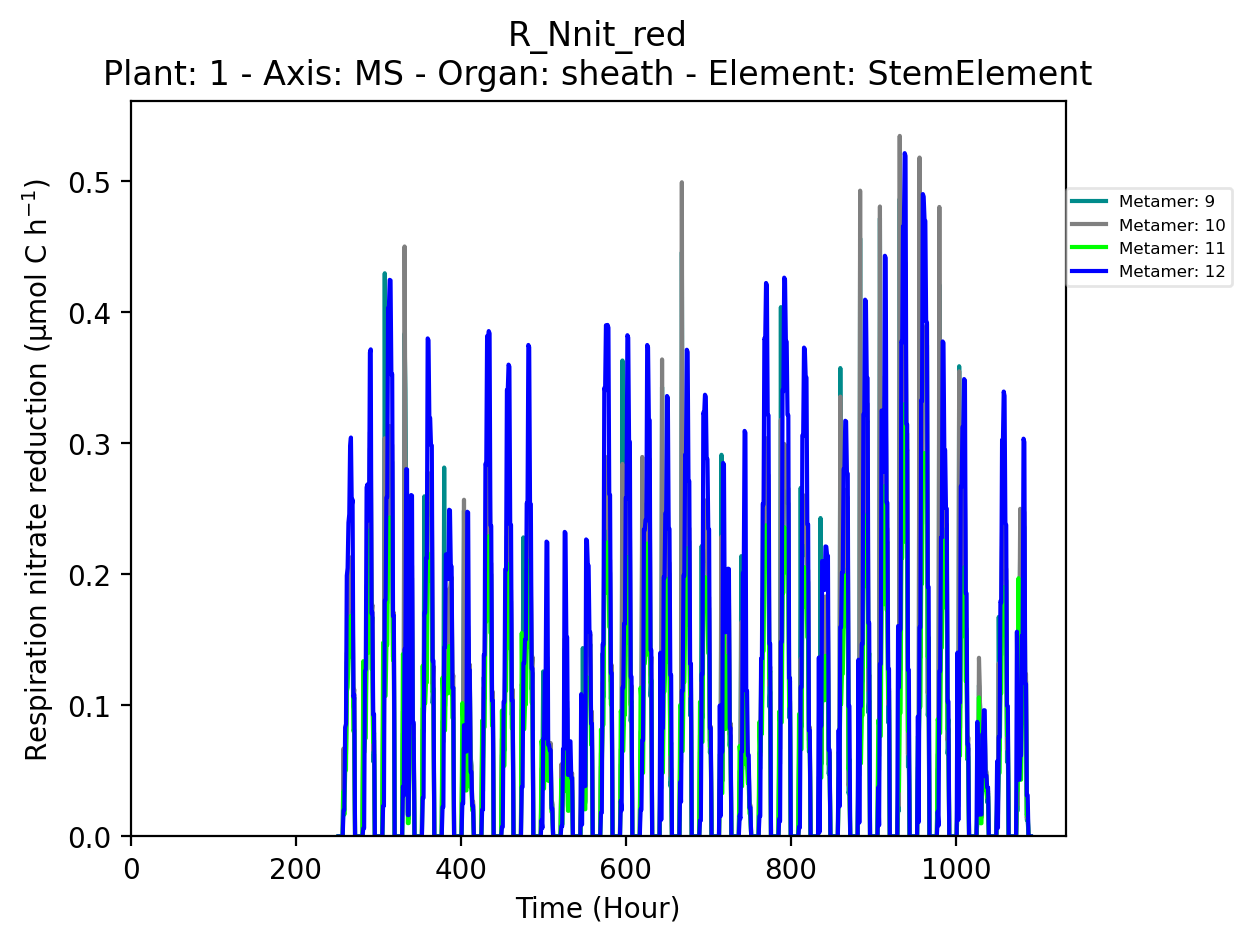 R_Nnit_red
Plant: 1 - Axis: MS - Organ: sheath - Element: StemElement
Respiration nitrate reduction (µmol C h⁻¹)
0.5
0.4
0.3
0.2
0.1
0.0
0 200 400 600 800 1000
Time (Hour)
Metamer: 9
Metamer: 10
Metamer: 11
Metamer: 12